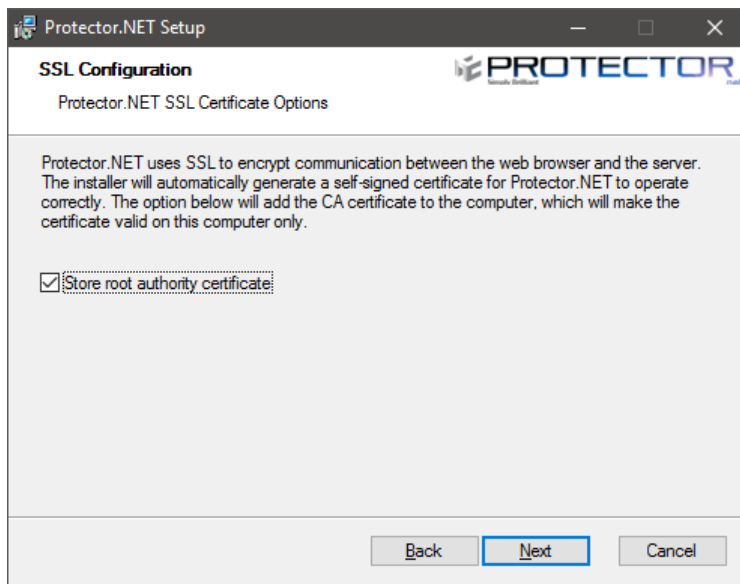 Protector.NET Setup
SSL Configuration
PROTECTOR
.net
Simply Brilliant
Protector.NET SSL Certificate Options
Protector.NET uses SSL to encrypt communication between the web browser and the server.
The installer will automatically generate a self-signed certificate for Protector.NET to operate
correctly. The option below will add the CA certificate to the computer, which will make the
certificate valid on this computer only.
Store root authority certificate
Back
Next
Cancel